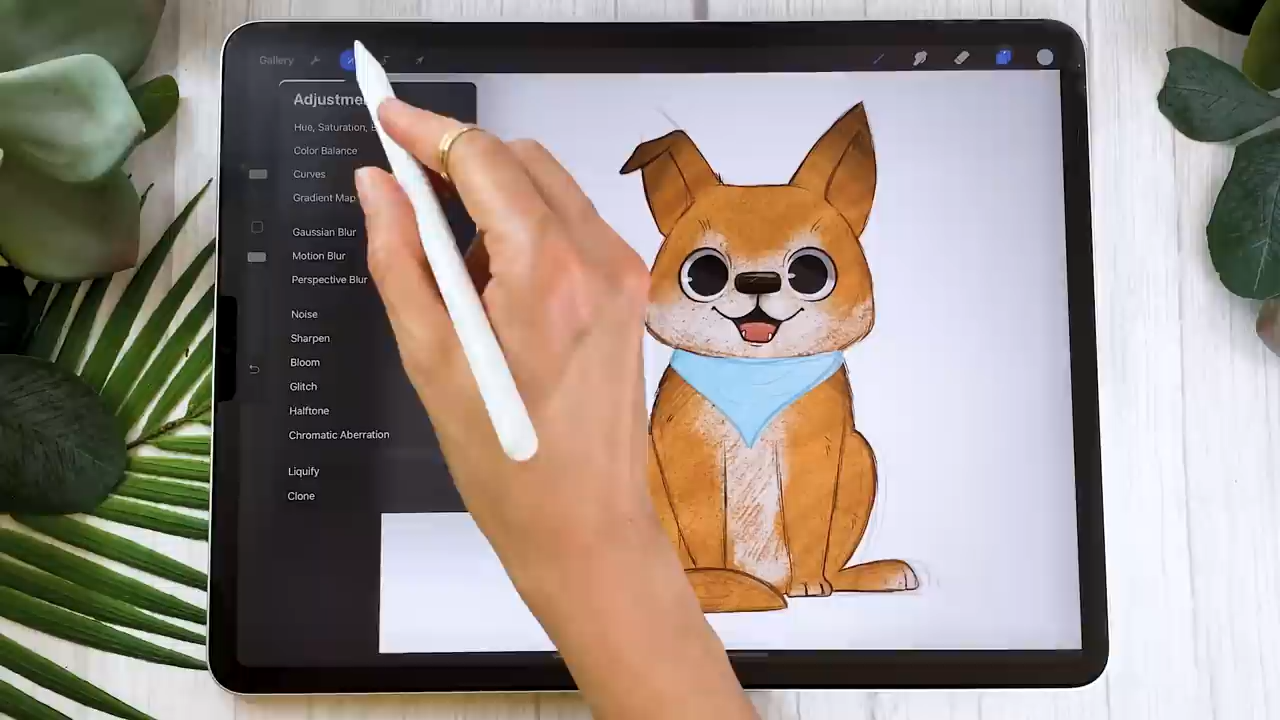 Gallery
Hue, Saturation,
Color Balance
Curves
Gradient Map
Gaussian Blur
Motion Blur
Perspective Blur
Noise
Sharpen
Bloom
Glitch
Halftone
Chromatic Aberration
Liquify
Clone